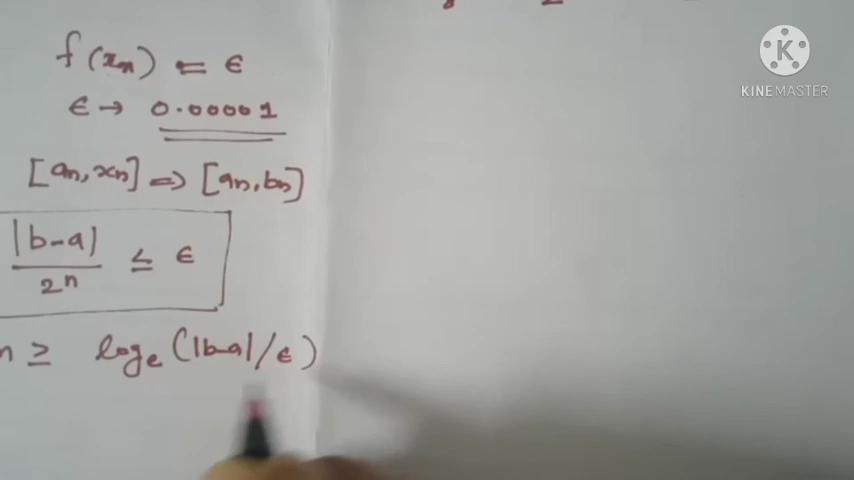 K
KINEMASTER
f(xₙ) ⇐ ε
ε → 0.00001
[aₙ, xₙ] ⇒ [aₙ, bₙ]
|b-a| / 2ⁿ ≤ ε
n ≥ logₑ(|b-a|/ε)